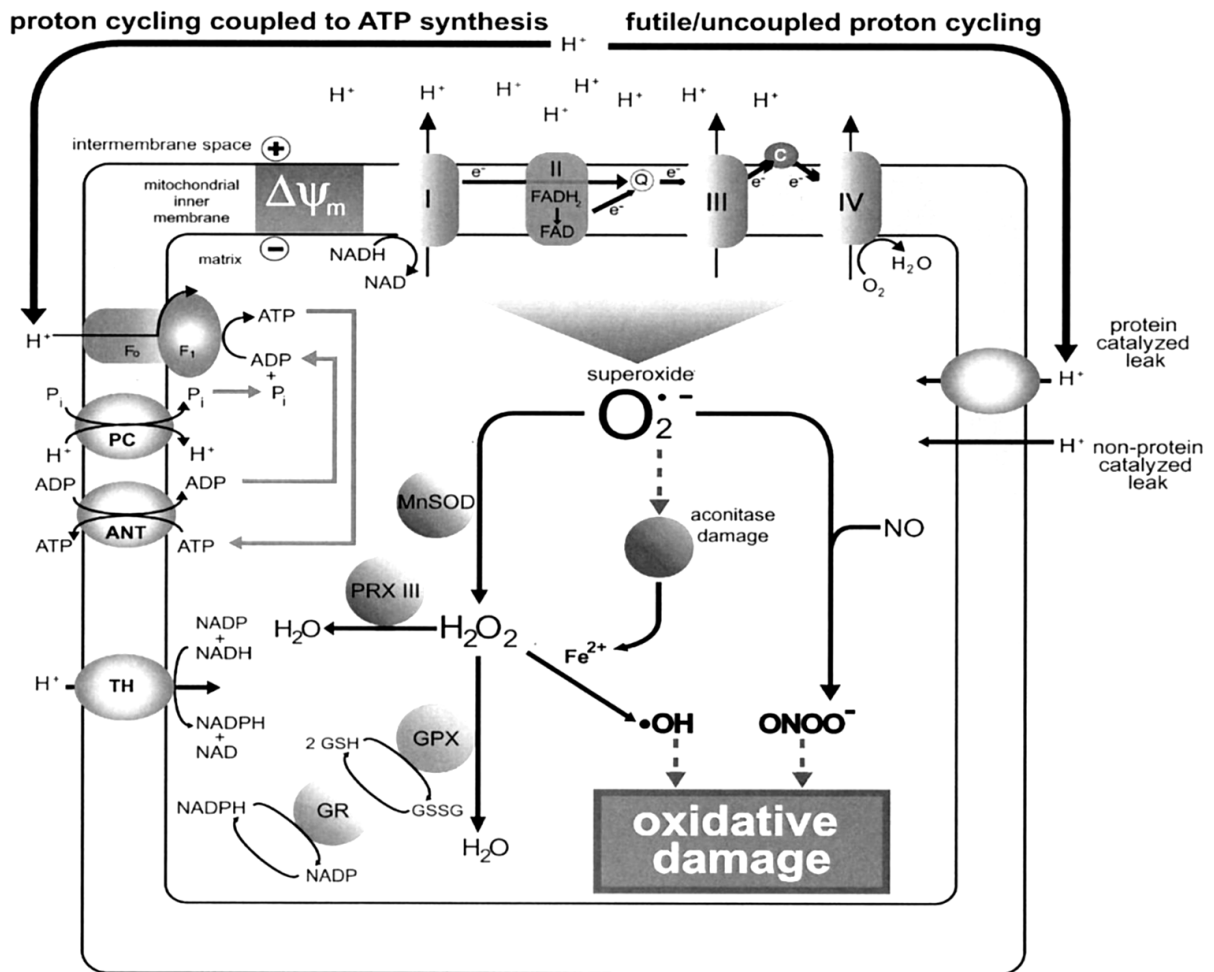 proton cycling coupled to ATP synthesis
futile/uncoupled proton cycling
H⁺
H⁺
H⁺
H⁺
H⁺
H⁺
H⁺
H⁺
H⁺
intermembrane space
+
mitochondrial
inner
membrane
ΔΨm
−
matrix
I
e⁻
II
FADH₂
FAD
e⁻
Q
e⁻
III
e⁻
C
e⁻
IV
NADH
NAD
O₂
H₂O
H⁺
F₀
F₁
ATP
ADP
+
Pᵢ
Pᵢ
Pᵢ
PC
H⁺
H⁺
ADP
ADP
ANT
ATP
ATP
protein
catalyzed
leak
H⁺
H⁺
non-protein
catalyzed
leak
superoxide
O₂•⁻
MnSOD
aconitase
damage
NO
PRX III
H₂O
H₂O₂
Fe²⁺
NADP
+
NADH
H⁺
TH
NADPH
+
NAD
•OH
ONOO⁻
2 GSH
GPX
GSSG
NADPH
GR
NADP
H₂O
oxidative
damage